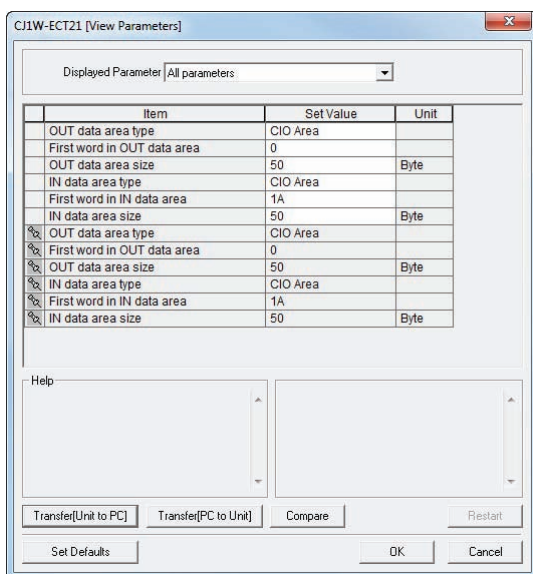 CJ1W-ECT21 [View Parameters]
Displayed Parameter All parameters
Item Set Value Unit
OUT data area type CIO Area
First word in OUT data area 0
OUT data area size 50 Byte
IN data area type CIO Area
First word in IN data area 1A
IN data area size 50 Byte
OUT data area type CIO Area
First word in OUT data area 0
OUT data area size 50 Byte
IN data area type CIO Area
First word in IN data area 1A
IN data area size 50 Byte
Help
Transfer[Unit to PC] Transfer[PC to Unit] Compare Restart
Set Defaults OK Cancel